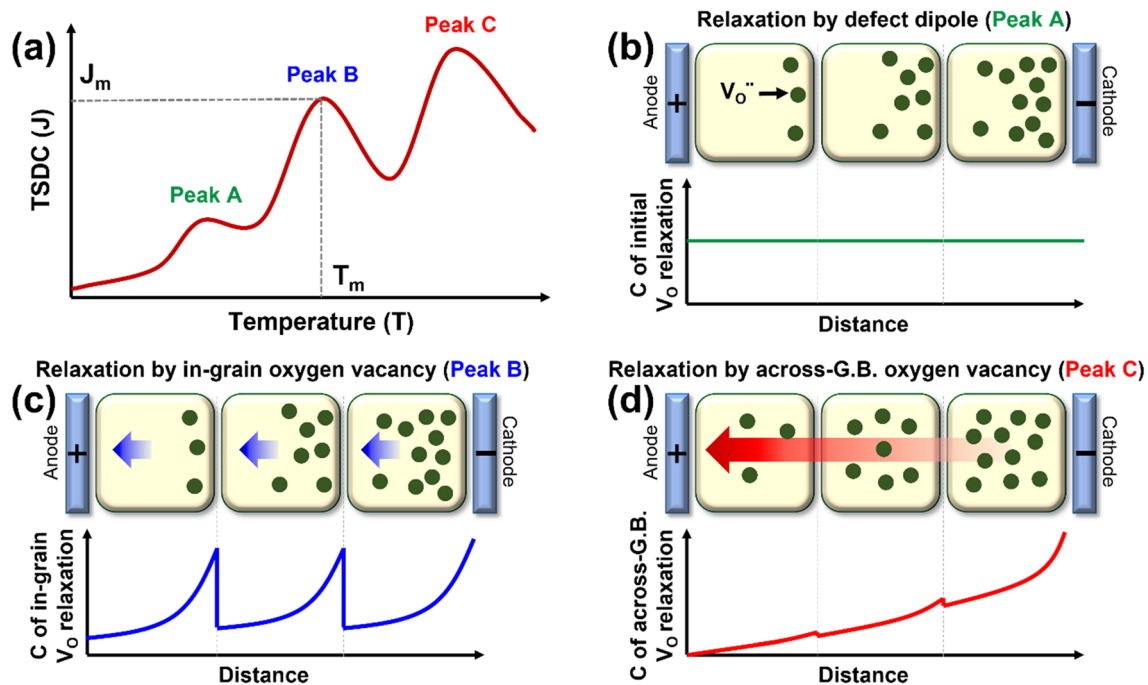 (a)
Peak C
Peak B
Peak A
Jm
Tm
TSDC (J)
Temperature (T)
(b)
Relaxation by defect dipole (Peak A)
Anode
+
VO¨
−
Cathode
C of initial
VO relaxation
Distance
(c)
Relaxation by in-grain oxygen vacancy (Peak B)
Anode
+
−
Cathode
C of in-grain
VO relaxation
Distance
(d)
Relaxation by across-G.B. oxygen vacancy (Peak C)
Anode
+
−
Cathode
C of across-G.B.
VO relaxation
Distance